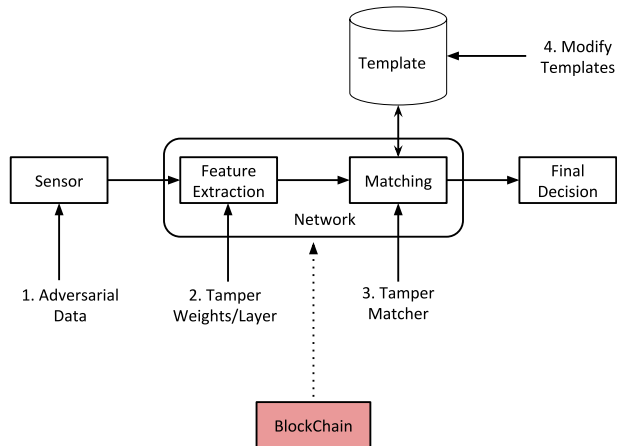 Template
4. Modify
Templates
Sensor
Feature
Extraction
Matching
Final
Decision
Network
1. Adversarial
Data
2. Tamper
Weights/Layer
3. Tamper
Matcher
BlockChain